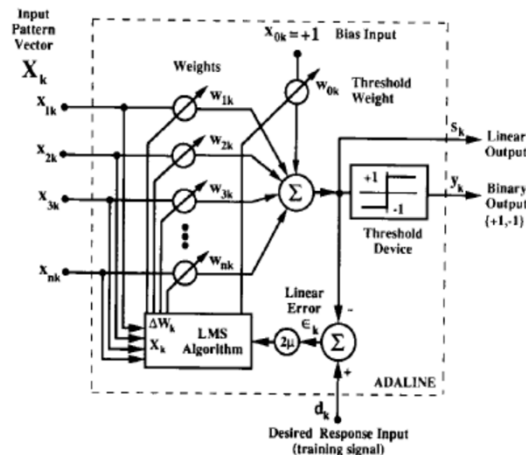 Input
Pattern
Vector
X_k
x_0k = +1
Bias Input
Weights
Threshold
Weight
x_1k
w_1k
w_0k
x_2k
w_2k
x_3k
w_3k
x_nk
w_nk
Σ
s_k
Linear
Output
+1
-1
y_k
Binary
Output
{+1,-1}
Threshold
Device
ΔW_k
X_k
LMS
Algorithm
2μ
Linear
Error
∈_k
Σ
-
+
ADALINE
d_k
Desired Response Input
(training signal)